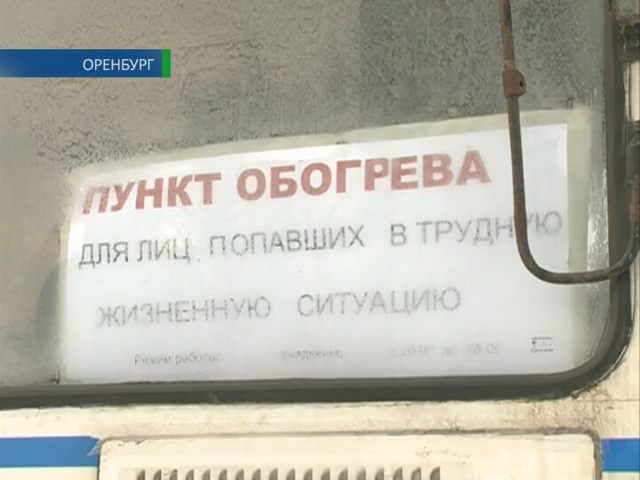 ОРЕНБУРГ
ПУНКТ ОБОГРЕВА
ДЛЯ ЛИЦ ПОПАВШИХ В ТРУДНУЮ
ЖИЗНЕННУЮ СИТУАЦИЮ
Режим работы: ежедневно